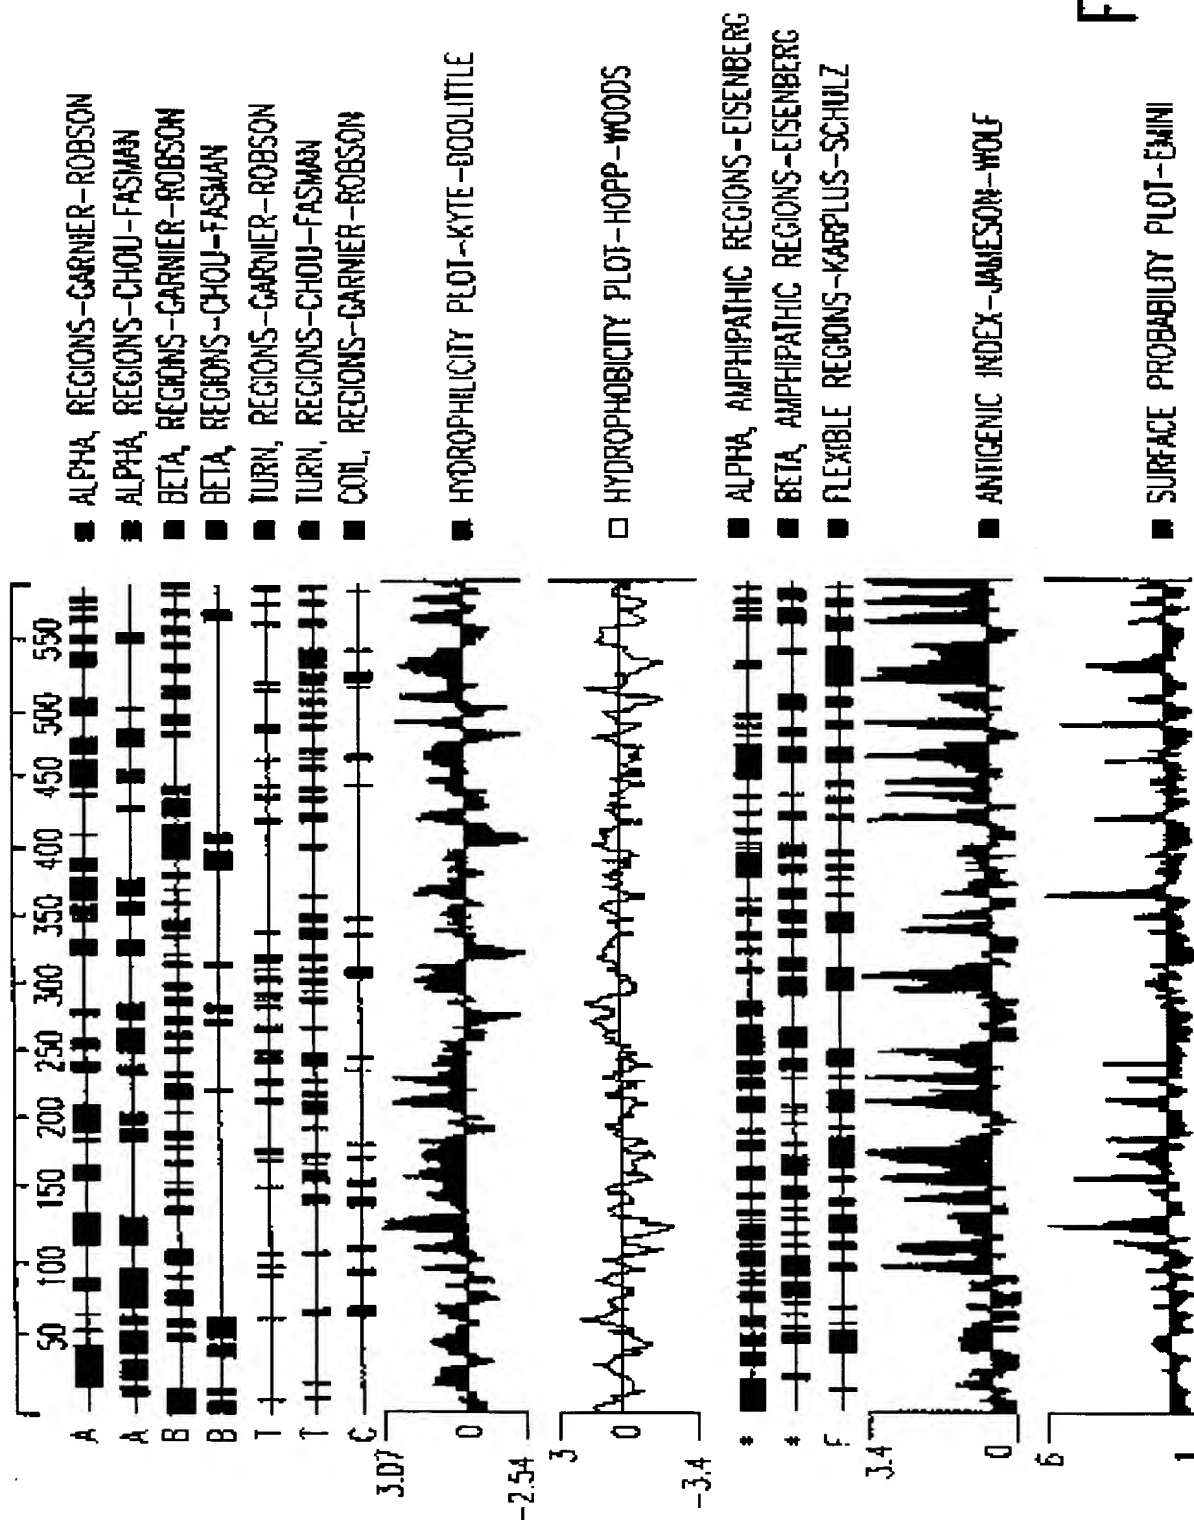 50 100 150 200 250 300 350 400 450 500 550
A ■ ALPHA, REGIONS-GARNIER-ROBSON
A ■ ALPHA, REGIONS-CHOU-FASMAN
B ■ BETA, REGIONS-GARNIER-ROBSON
B ■ BETA, REGIONS-CHOU-FASMAN
T ■ TURN, REGIONS-GARNIER-ROBSON
T ■ TURN, REGIONS-CHOU-FASMAN
C ■ COIL, REGIONS-GARNIER-ROBSON
3.07
0 ■ HYDROPHILICITY PLOT-KYTE-DOOLITTLE
-2.54
3
0 □ HYDROPHOBICITY PLOT-HOPP-WOODS
-3.4
* ■ ALPHA, AMPHIPATHIC REGIONS-EISENBERG
* ■ BETA, AMPHIPATHIC REGIONS-EISENBERG
F ■ FLEXIBLE REGIONS-KARPLUS-SCHULZ
3.4
■ ANTIGENIC INDEX-JAMESON-WOLF
0
6
■ SURFACE PROBABILITY PLOT-EMINI
1
F